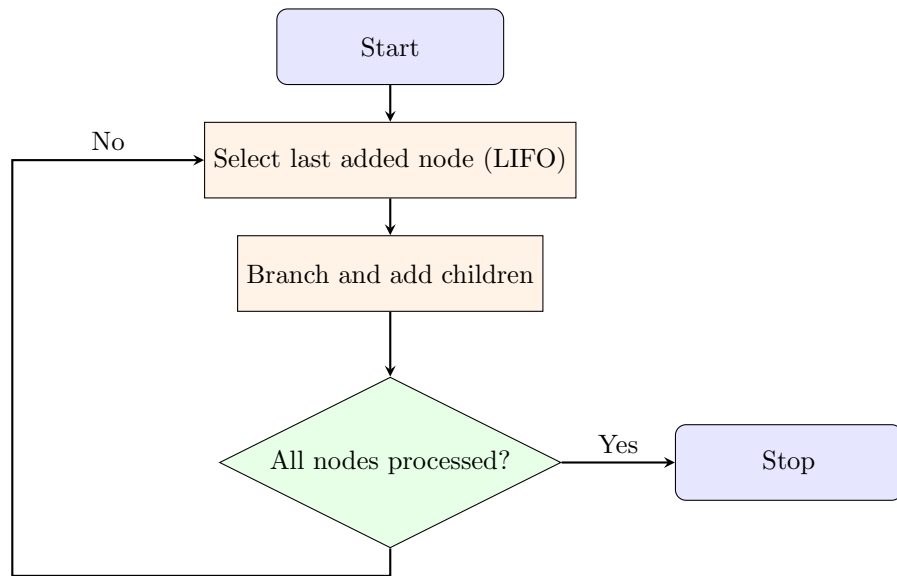 Start
No
Select last added node (LIFO)
Branch and add children
All nodes processed?
Yes
Stop